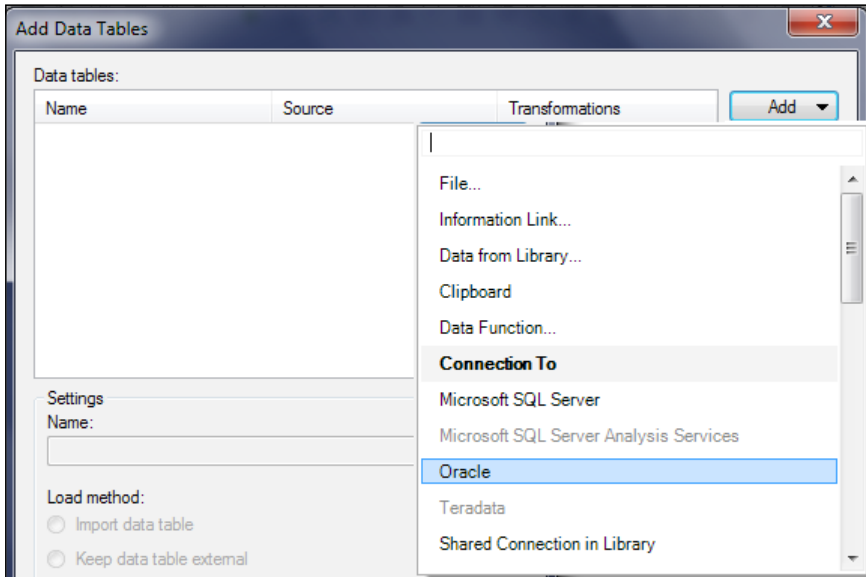 Add Data Tables
Data tables:
Name Source Transformations Add
File...
Information Link...
Data from Library...
Clipboard
Data Function...
Connection To
Microsoft SQL Server
Microsoft SQL Server Analysis Services
Oracle
Teradata
Shared Connection in Library
Settings
Name:
Load method:
Import data table
Keep data table external